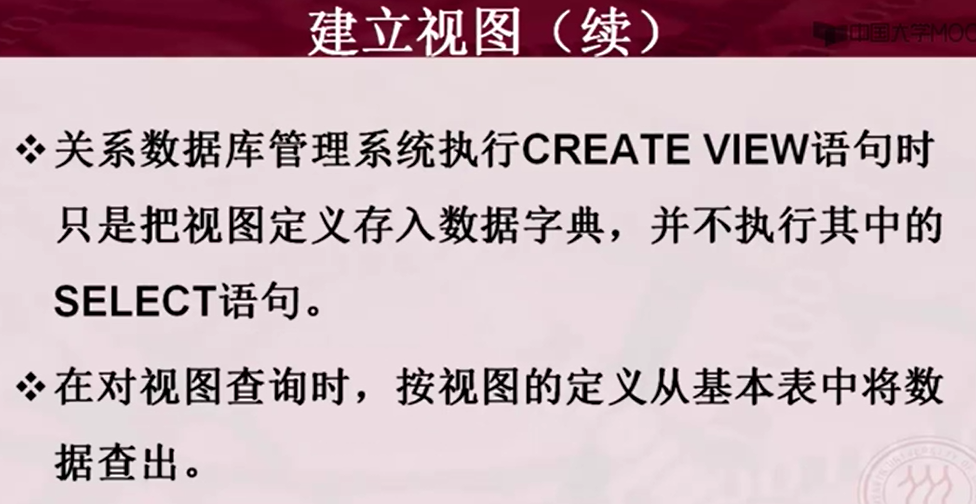 建立视图（续）
中国大学MOO
❖关系数据库管理系统执行CREATE VIEW语句时
只是把视图定义存入数据字典，并不执行其中的
SELECT语句。
❖在对视图查询时，按视图的定义从基本表中将数
据查出。